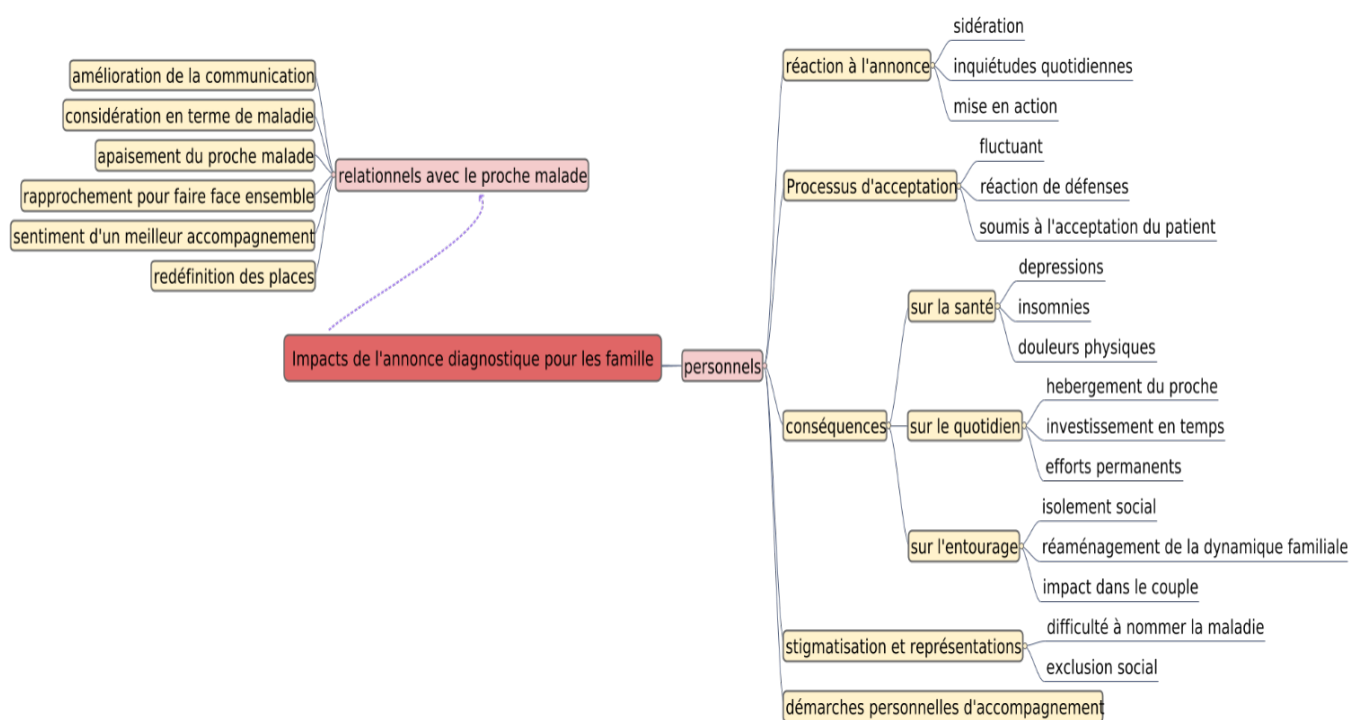 amélioration de la communication
considération en terme de maladie
apaisement du proche malade
rapprochement pour faire face ensemble
sentiment d'un meilleur accompagnement
redéfinition des places
relationnels avec le proche malade
Impacts de l'annonce diagnostique pour les famille
personnels
réaction à l'annonce
sidération
inquiétudes quotidiennes
mise en action
Processus d'acceptation
fluctuant
réaction de défenses
soumis à l'acceptation du patient
conséquences
sur la santé
depressions
insomnies
douleurs physiques
sur le quotidien
hebergement du proche
investissement en temps
efforts permanents
sur l'entourage
isolement social
réaménagement de la dynamique familiale
impact dans le couple
stigmatisation et représentations
difficulté à nommer la maladie
exclusion social
démarches personnelles d'accompagnement